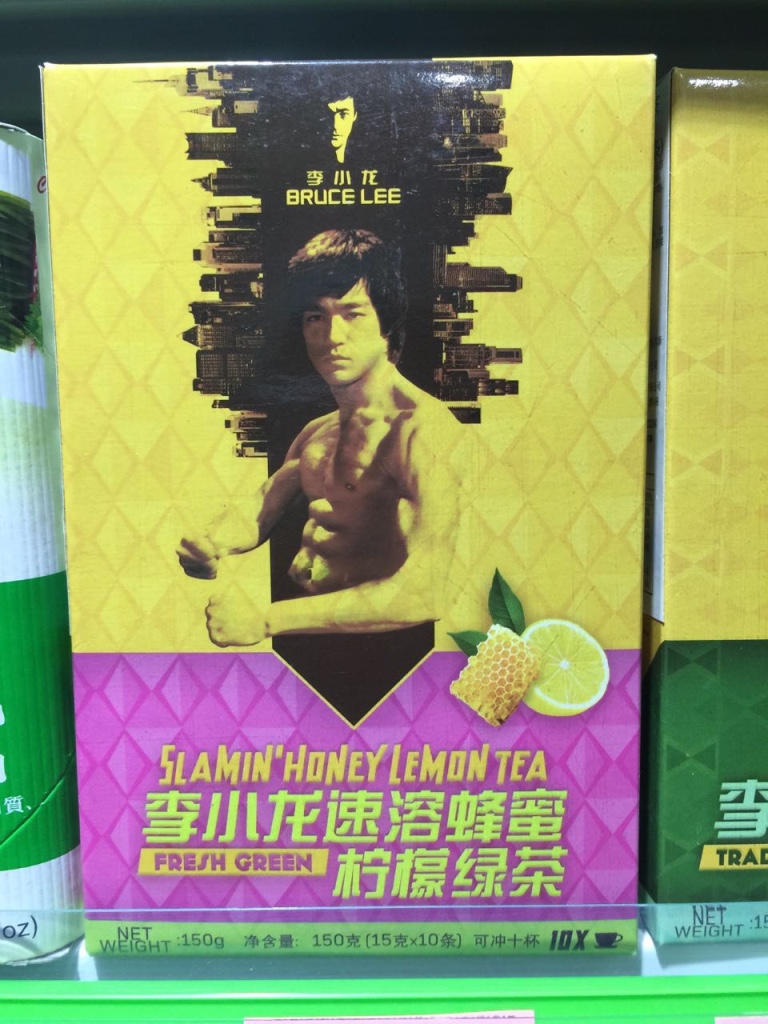 李小龙
BRUCE LEE
SLAMIN' HONEY LEMON TEA
李小龙速溶蜂蜜
FRESH GREEN 柠檬绿茶
NET WEIGHT :150g 净含量: 150克 (15克×10条) 可冲十杯 10X
質、
oz)
李
TRAD
NET
WEIGHT :15